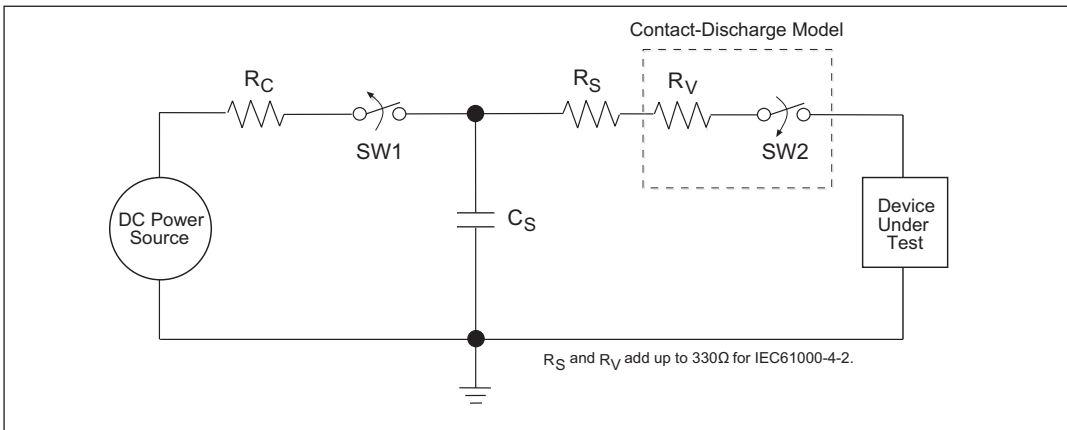 Contact-Discharge Model
RC
RS
RV
SW1
SW2
DC Power
Source
CS
Device
Under
Test
RS and RV add up to 330Ω for IEC61000-4-2.